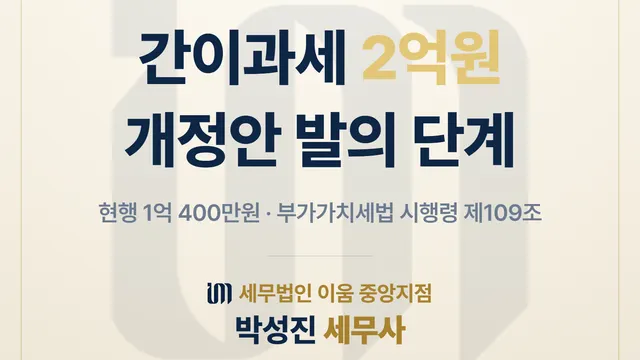 간이과세 2억원
개정안 발의 단계
현행 1억 400만원 · 부가가치세법 시행령 제109조
세무법인 이움 중앙지점
박성진 세무사